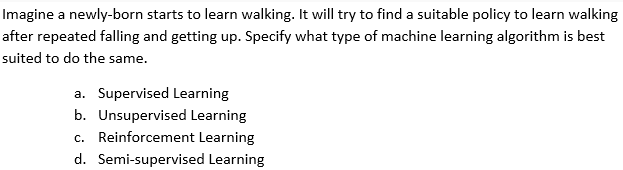 Imagine a newly-born starts to learn walking. It will try to find a suitable policy to learn walking
after repeated falling and getting up. Specify what type of machine learning algorithm is best
suited to do the same.
a. Supervised Learning
b. Unsupervised Learning
c. Reinforcement Learning
d. Semi-supervised Learning